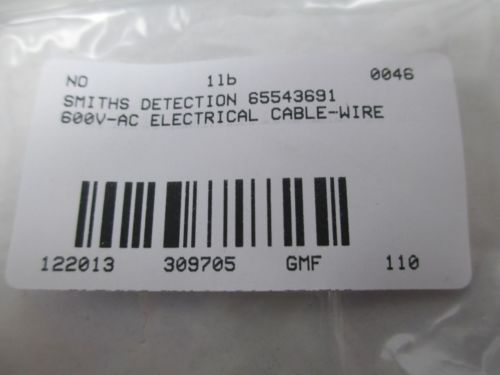 NO 1lb 0046
SMITHS DETECTION 65543691
600V-AC ELECTRICAL CABLE-WIRE
122013 309705 GMF 110